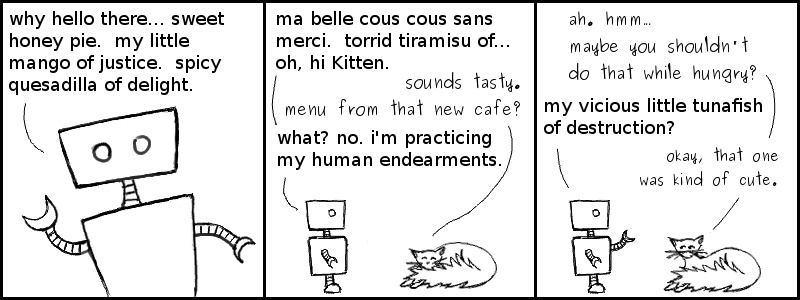 why hello there... sweet
honey pie. my little
mango of justice. spicy
quesadilla of delight.
ma belle cous cous sans
merci. torrid tiramisu of...
oh, hi Kitten.
sounds tasty.
menu from that new cafe?
what? no. i'm practicing
my human endearments.
ah. hmm...
maybe you shouldn't
do that while hungry?
my vicious little tunafish
of destruction?
okay, that one
was kind of cute.